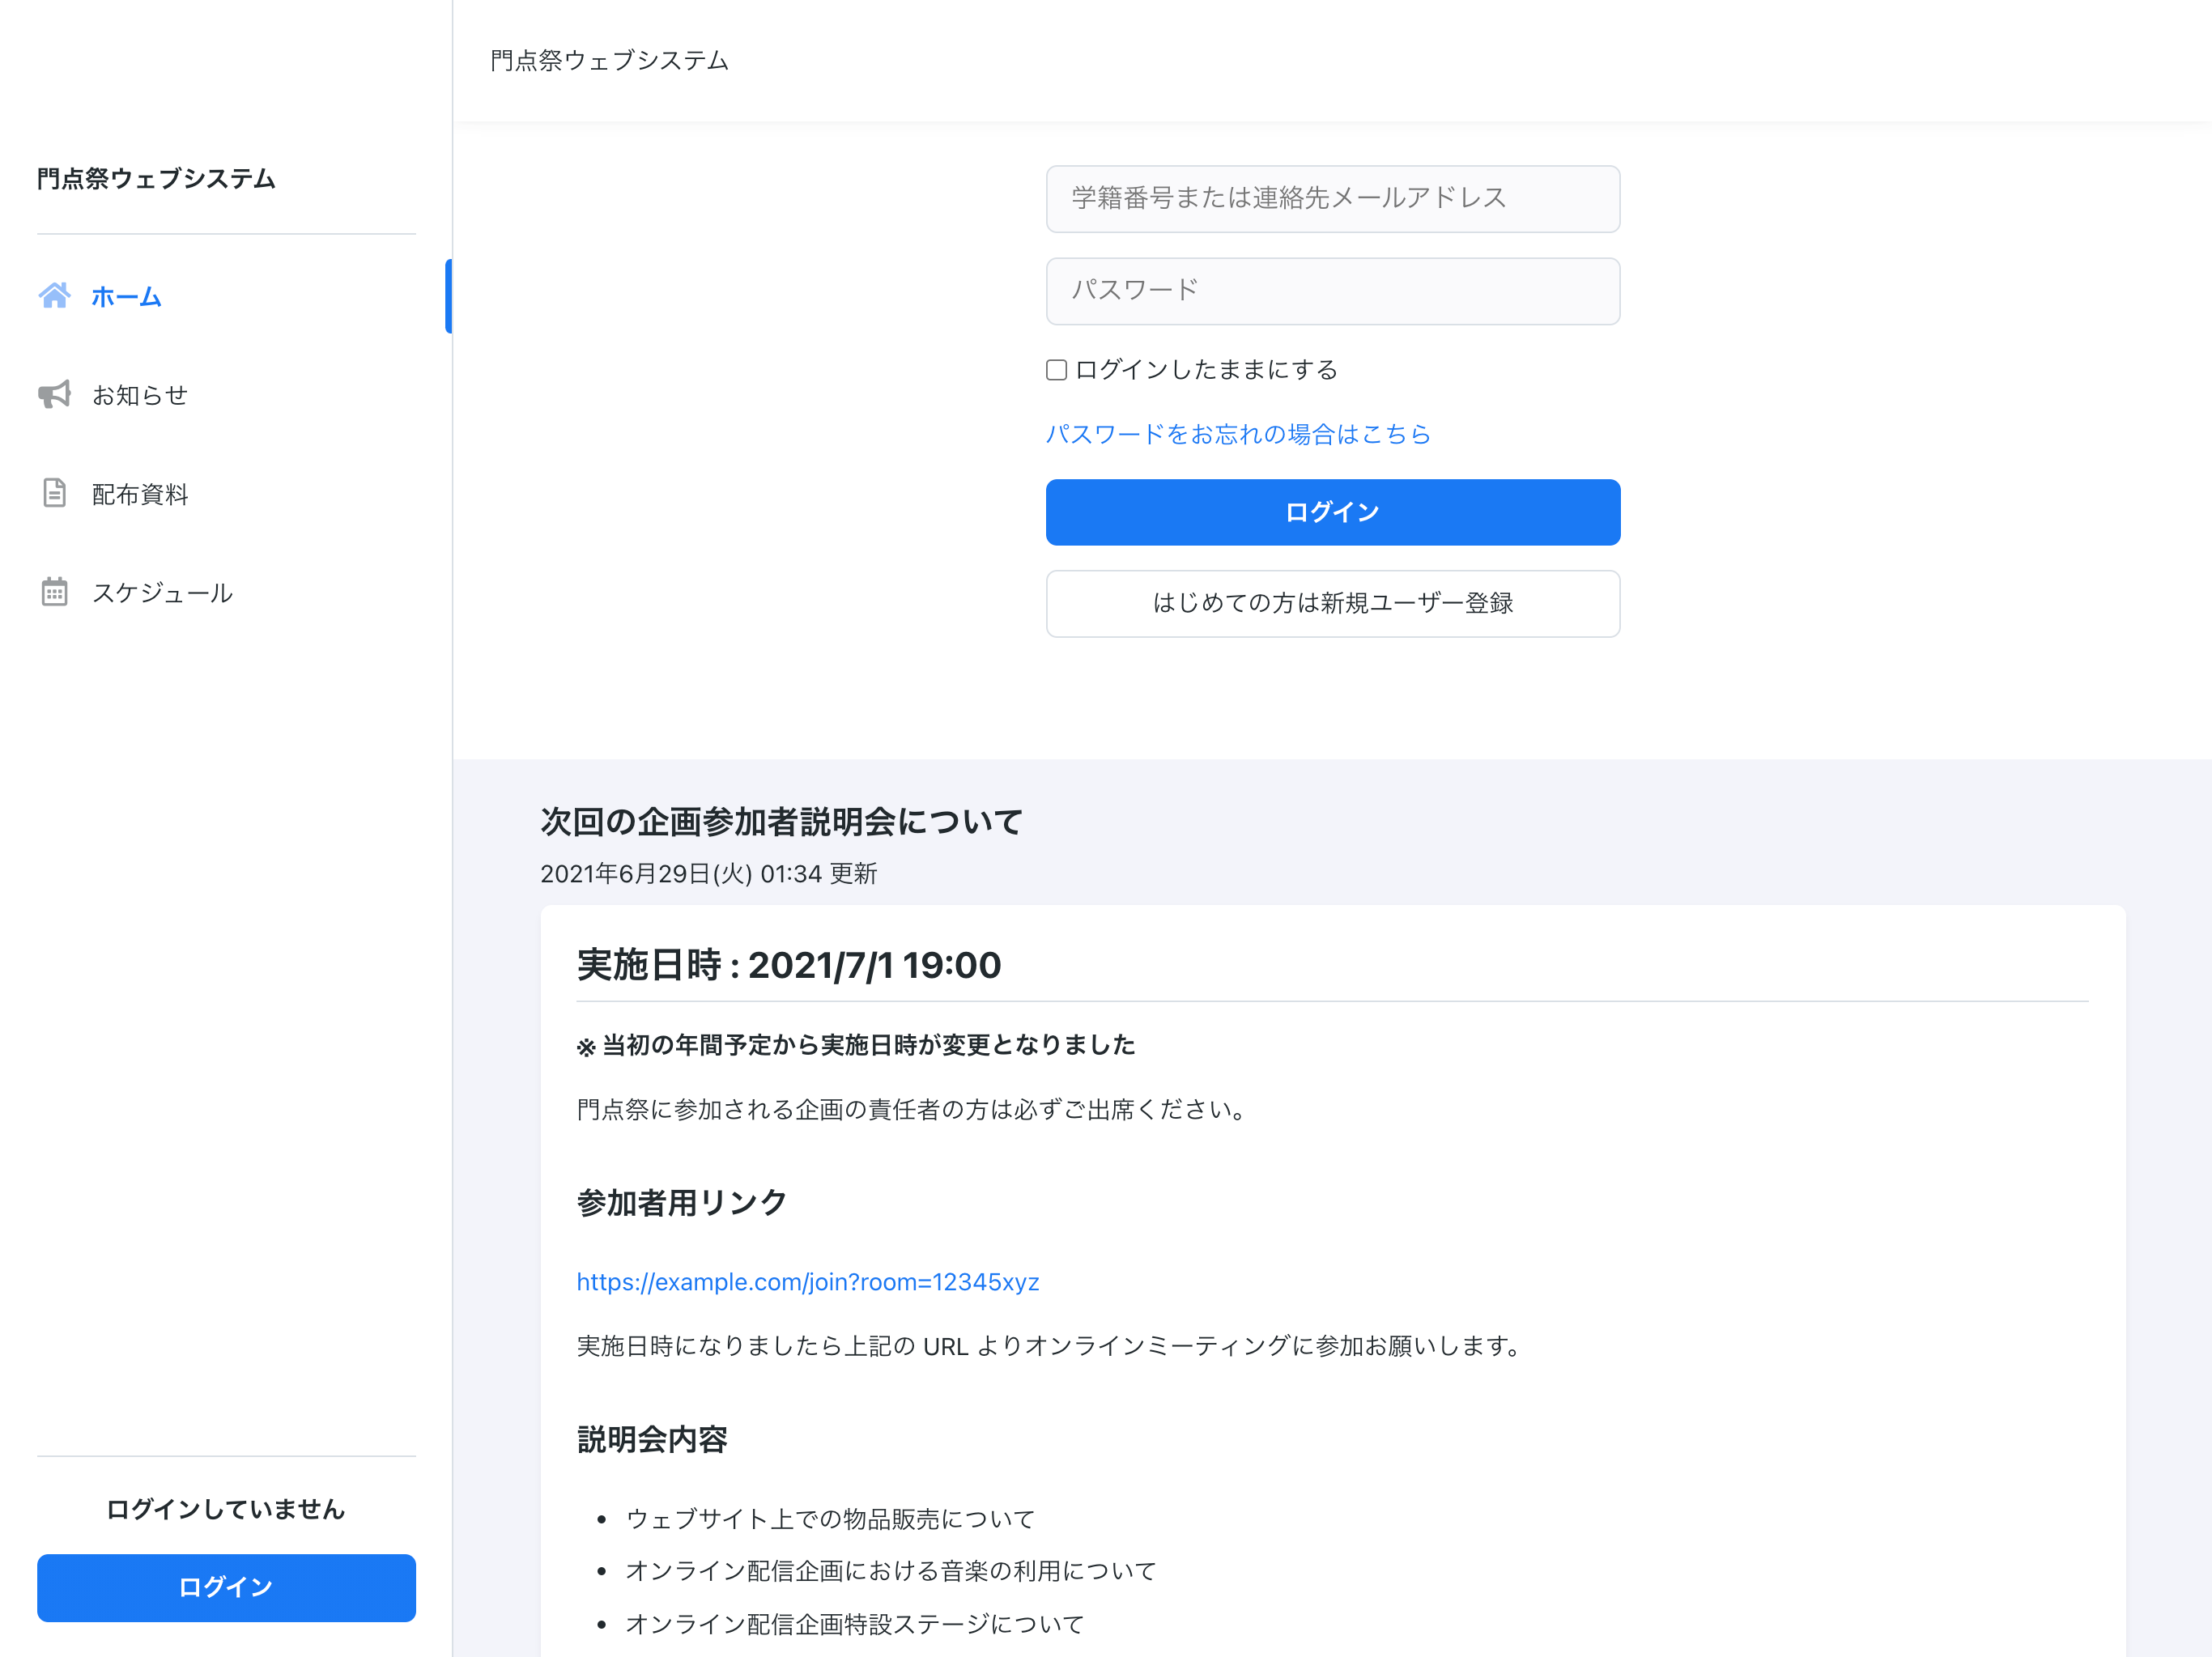 門点祭ウェブシステム
ホーム
お知らせ
配布資料
スケジュール
ログインしていません
ログイン
門点祭ウェブシステム
学籍番号または連絡先メールアドレス
パスワード
ログインしたままにする
パスワードをお忘れの場合はこちら
ログイン
はじめての方は新規ユーザー登録
次回の企画参加者説明会について
2021年6月29日(火) 01:34 更新
実施日時 : 2021/7/1 19:00
※ 当初の年間予定から実施日時が変更となりました
門点祭に参加される企画の責任者の方は必ずご出席ください。
参加者用リンク
https://example.com/join?room=12345xyz
実施日時になりましたら上記の URL よりオンラインミーティングに参加お願いします。
説明会内容
• ウェブサイト上での物品販売について
• オンライン配信企画における音楽の利用について
• オンライン配信企画特設ステージについて